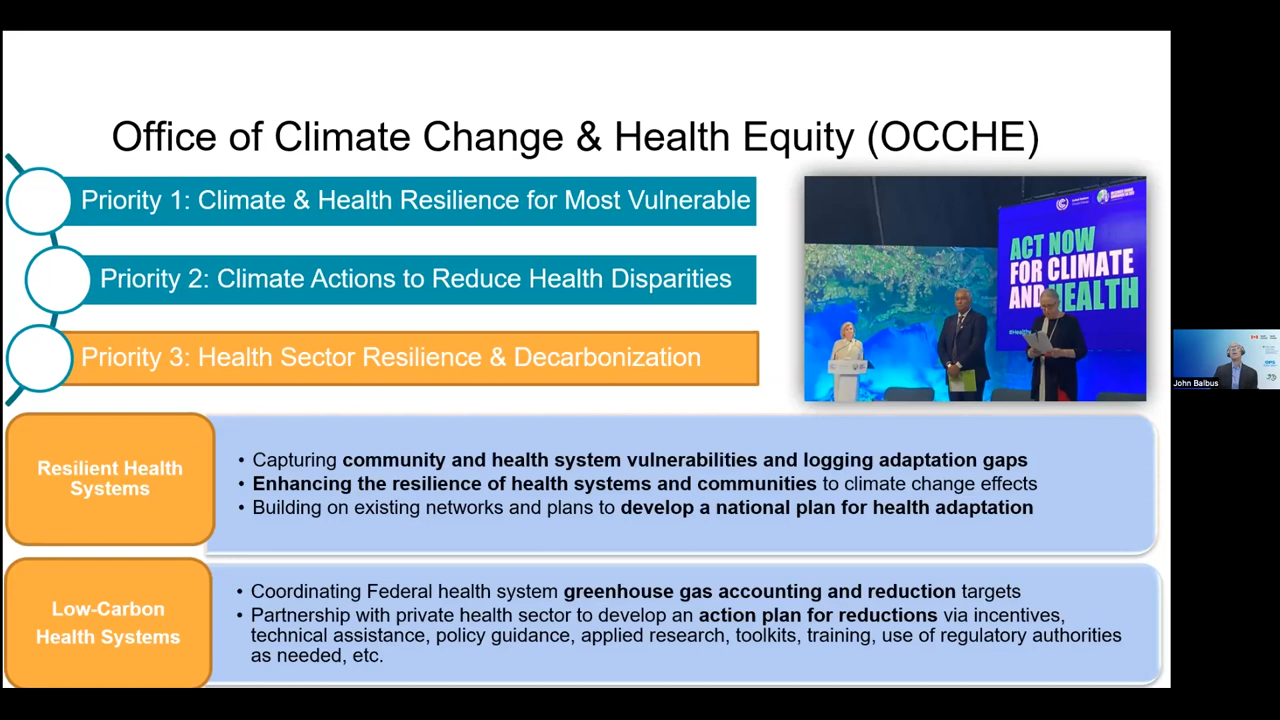 Office of Climate Change & Health Equity (OCCHE)
Priority 1: Climate & Health Resilience for Most Vulnerable
Priority 2: Climate Actions to Reduce Health Disparities
Priority 3: Health Sector Resilience & Decarbonization
ACT NOW
FOR CLIMATE
AND HEALTH
#Healthy
John Balbus
Resilient Health
Systems
• Capturing community and health system vulnerabilities and logging adaptation gaps
• Enhancing the resilience of health systems and communities to climate change effects
• Building on existing networks and plans to develop a national plan for health adaptation
Low-Carbon
Health Systems
• Coordinating Federal health system greenhouse gas accounting and reduction targets
• Partnership with private health sector to develop an action plan for reductions via incentives,
technical assistance, policy guidance, applied research, toolkits, training, use of regulatory authorities
as needed, etc.